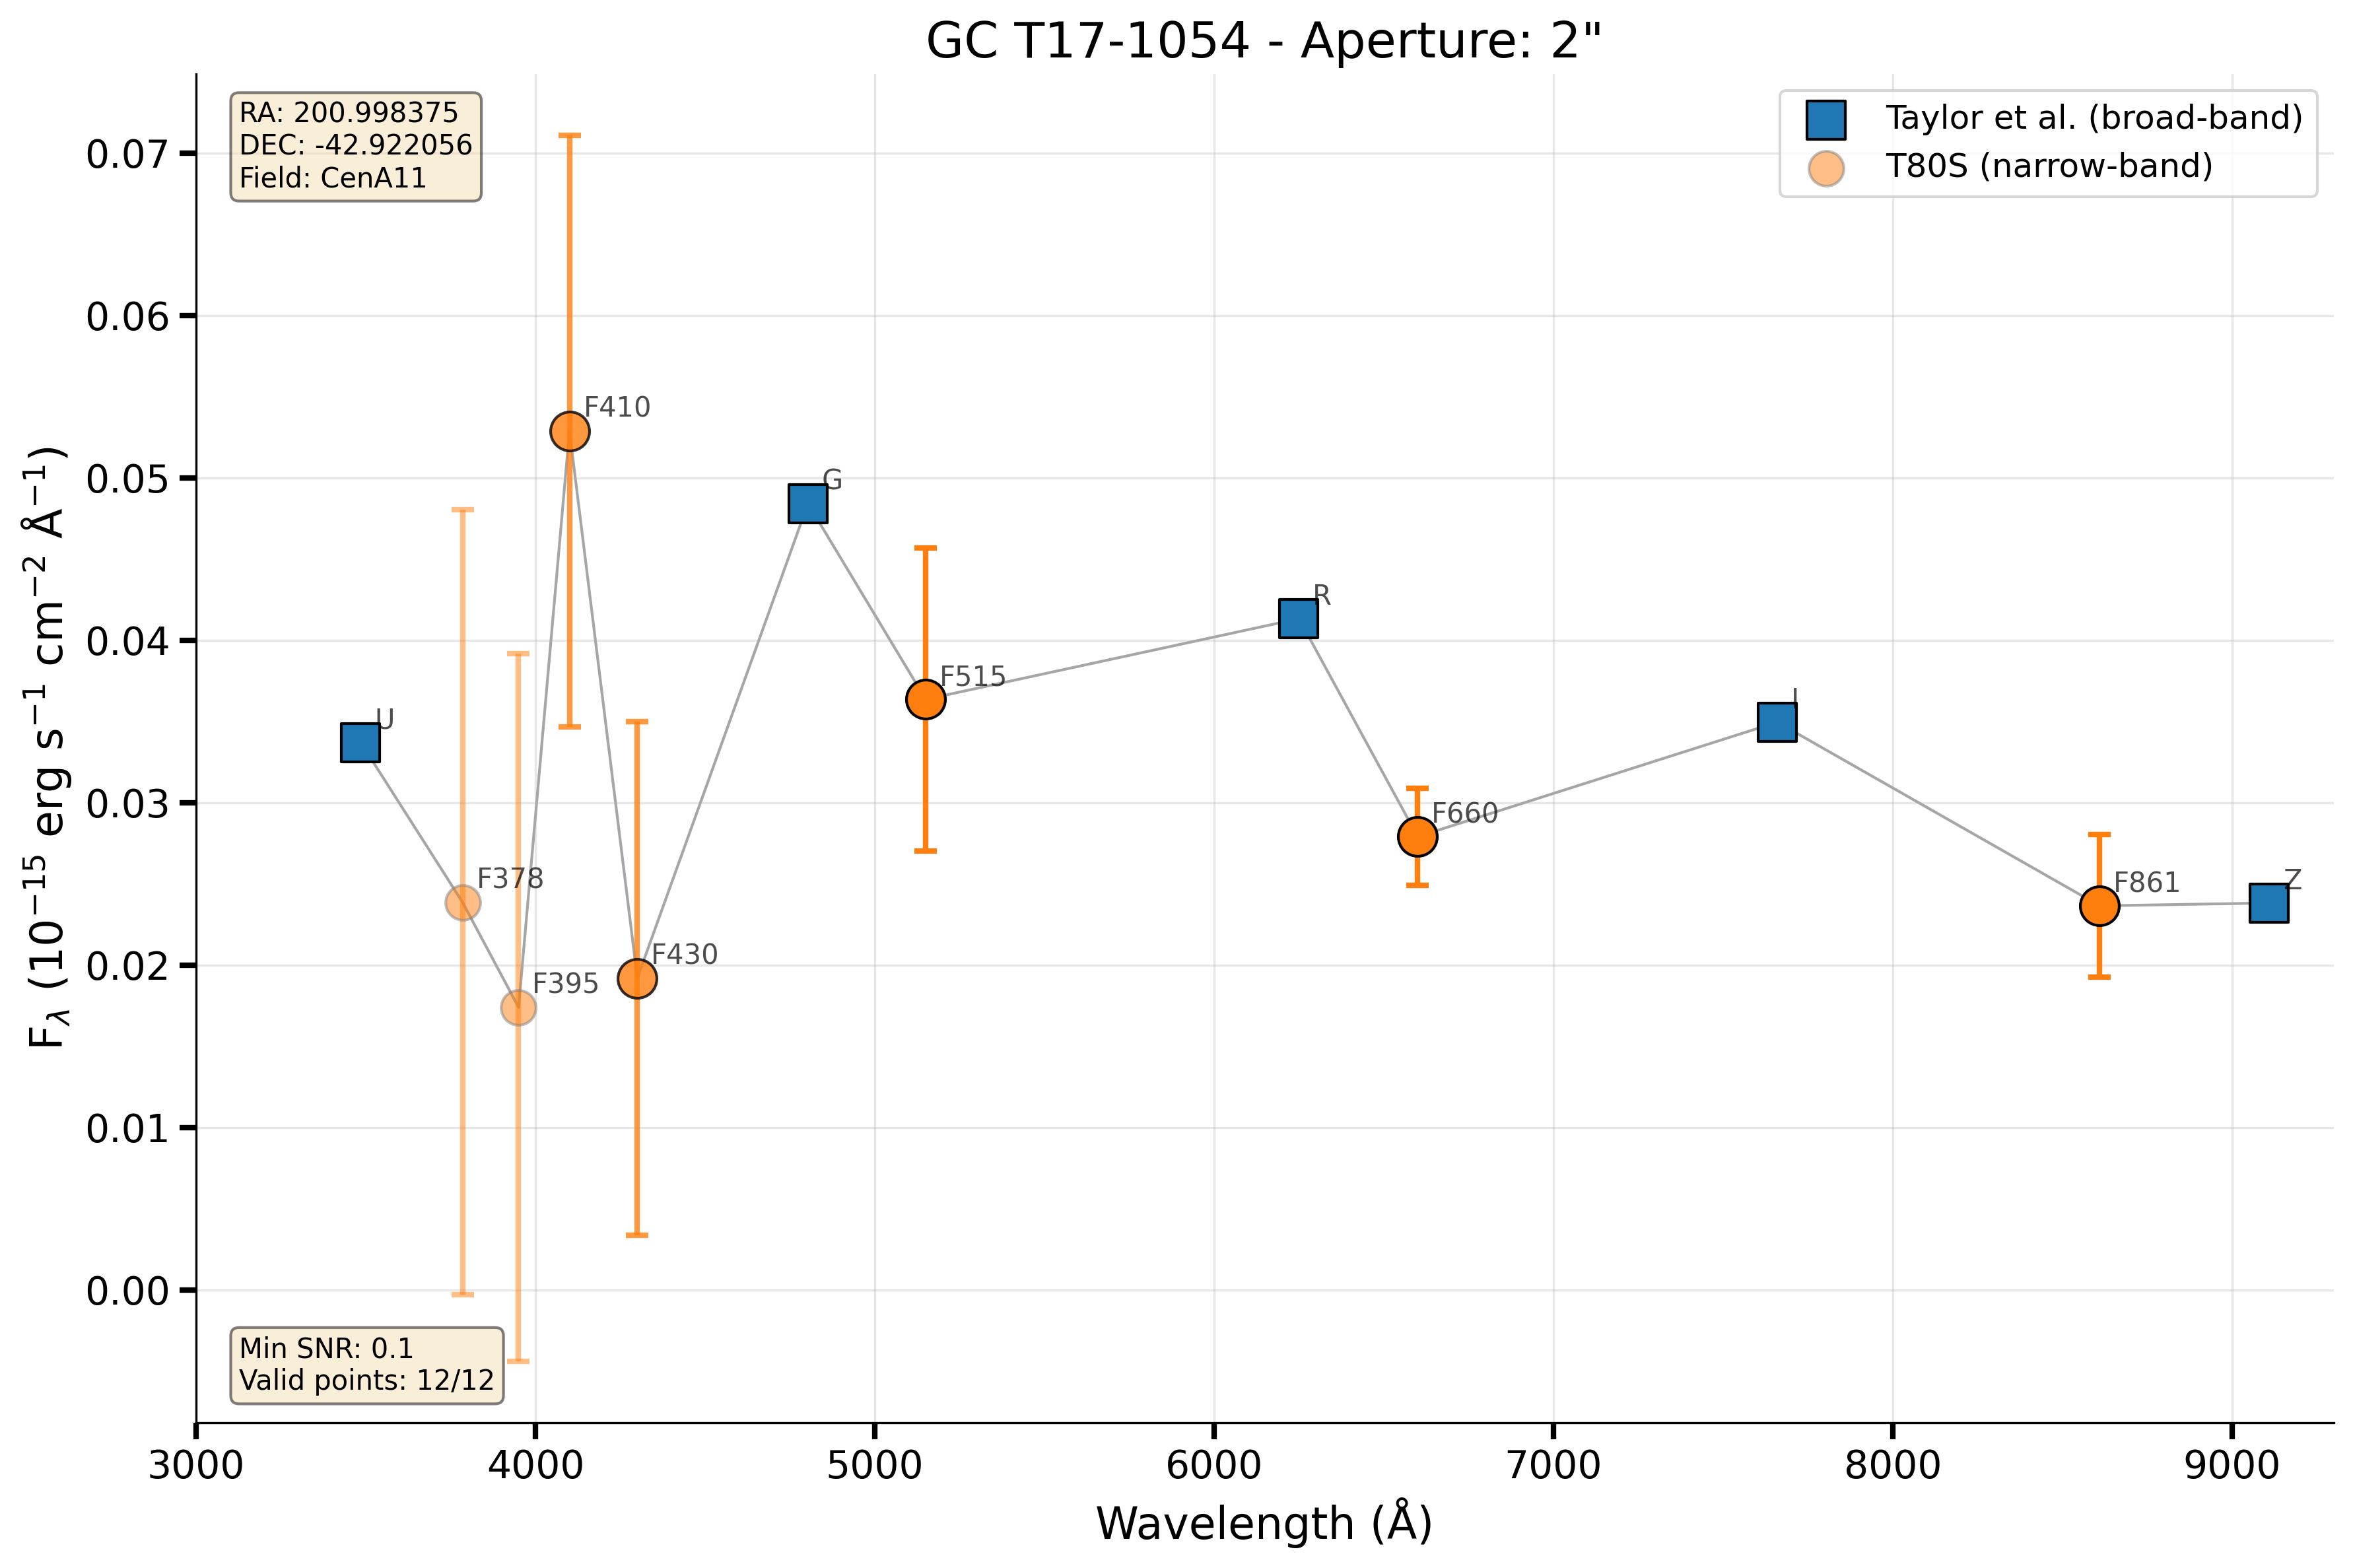 GC T17-1054 - Aperture: 2"
RA: 200.998375
DEC: -42.922056
Field: CenA11
Taylor et al. (broad-band)
T80S (narrow-band)
0.07
0.06
0.05
0.04
0.03
0.02
0.01
0.00
F410
G
R
F515
I
U
F660
F378
F861
Z
F430
F395
Min SNR: 0.1
Valid points: 12/12
3000
4000
5000
6000
7000
8000
9000
Wavelength (Å)
Fλ (10⁻¹⁵ erg s⁻¹ cm⁻² Å⁻¹)